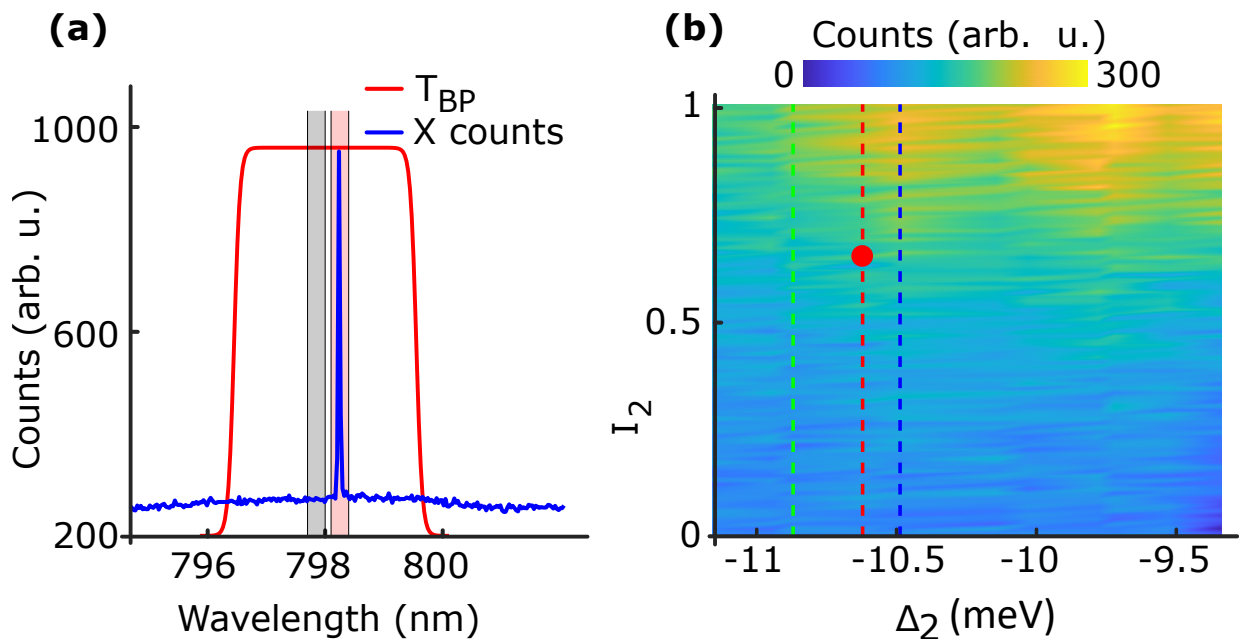 (a)
T_BP
X counts
1000
600
200
Counts (arb. u.)
796 798 800
Wavelength (nm)
(b)
Counts (arb. u.)
0 300
1
0.5
0
I_2
-11 -10.5 -10 -9.5
Δ_2 (meV)